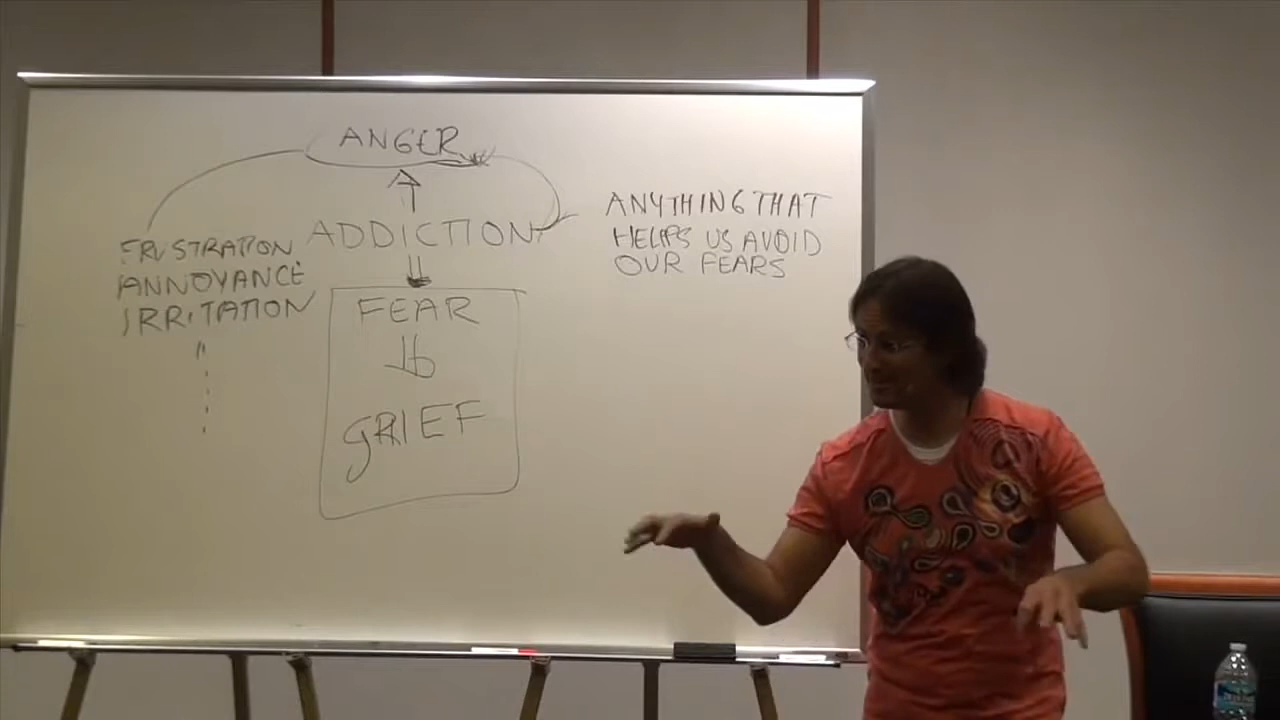 ANGER
ADDICTION
ANYTHING THAT
HELPS US AVOID
OUR FEARS
FRUSTRATION
ANNOYANCE
IRRITATION
FEAR
GRIEF